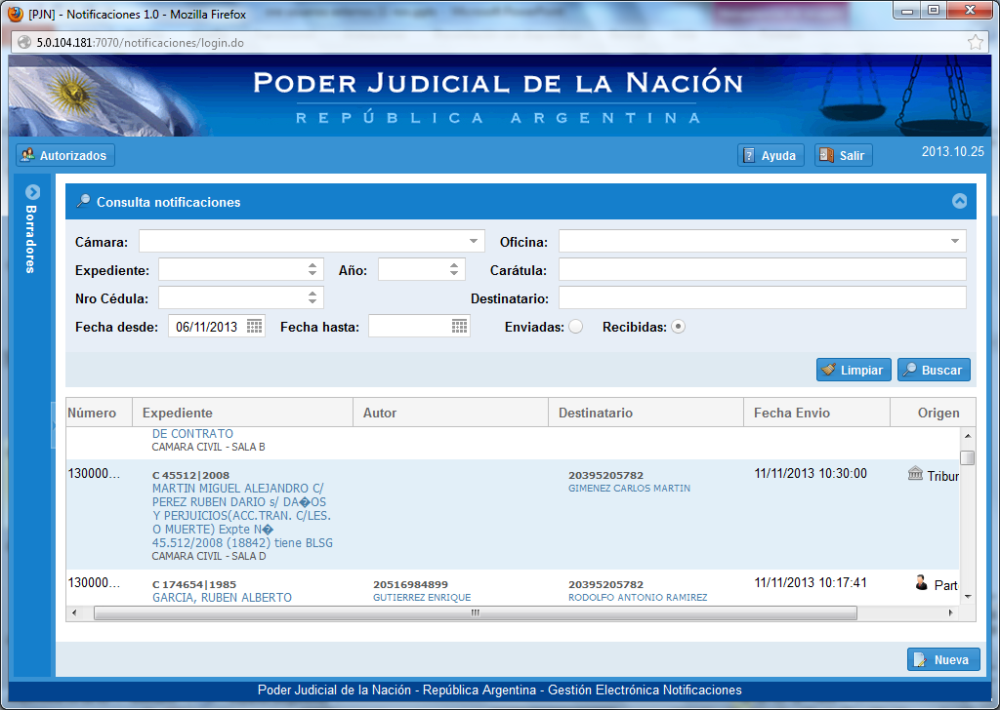 [PJN] - Notificaciones 1.0 - Mozilla Firefox
5.0.104.181:7070/notificaciones/login.do
PODER JUDICIAL DE LA NACIÓN
REPÚBLICA ARGENTINA
Autorizados
Ayuda
Salir
2013.10.25
Borradores
Consulta notificaciones
Cámara:
Oficina:
Expediente:
Año:
Carátula:
Nro Cédula:
Destinatario:
Fecha desde: 06/11/2013
Fecha hasta:
Enviadas:
Recibidas:
Limpiar
Buscar
Número Expediente Autor Destinatario Fecha Envio Origen
DE CONTRATO
CAMARA CIVIL - SALA B
130000...
C 45512|2008
MARTIN MIGUEL ALEJANDRO C/
PEREZ RUBEN DARIO s/ DA�OS
Y PERJUICIOS(ACC.TRAN. C/LES.
O MUERTE) Expte N�
45.512/2008 (18842) tiene BLSG
CAMARA CIVIL - SALA D
20395205782
GIMENEZ CARLOS MARTIN
11/11/2013 10:30:00
Tribur
130000...
C 174654|1985
GARCIA, RUBEN ALBERTO
20516984899
GUTIERREZ ENRIQUE
20395205782
RODOLFO ANTONIO RAMIREZ
11/11/2013 10:17:41
Part
Nueva
Poder Judicial de la Nación - República Argentina - Gestión Electrónica Notificaciones